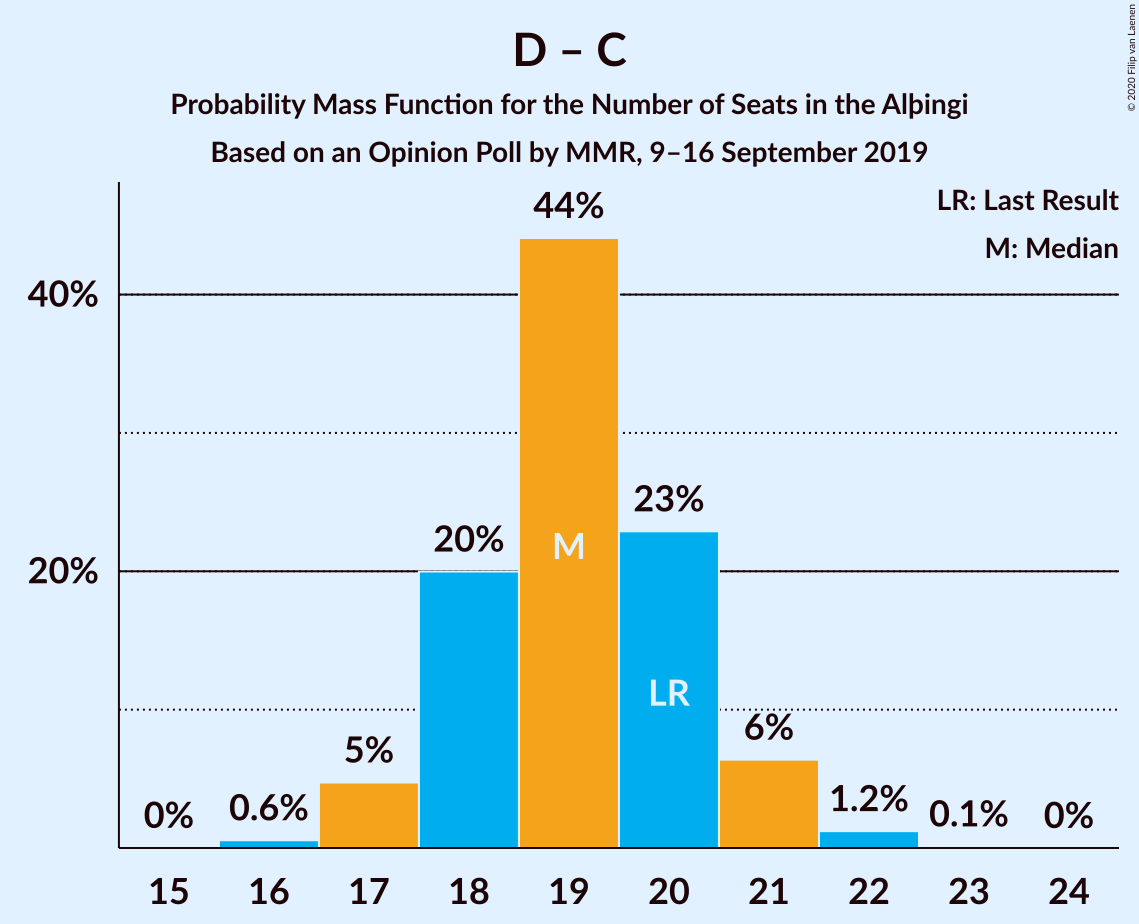 D – C
Probability Mass Function for the Number of Seats in the Alþingi
Based on an Opinion Poll by MMR, 9–16 September 2019
© 2020 Filip van Laenen
LR: Last Result
M: Median
44%
40%
23%
20%
20%
M
LR
6%
5%
1.2%
0.6%
0%
0.1%
0%
15 16 17 18 19 20 21 22 23 24